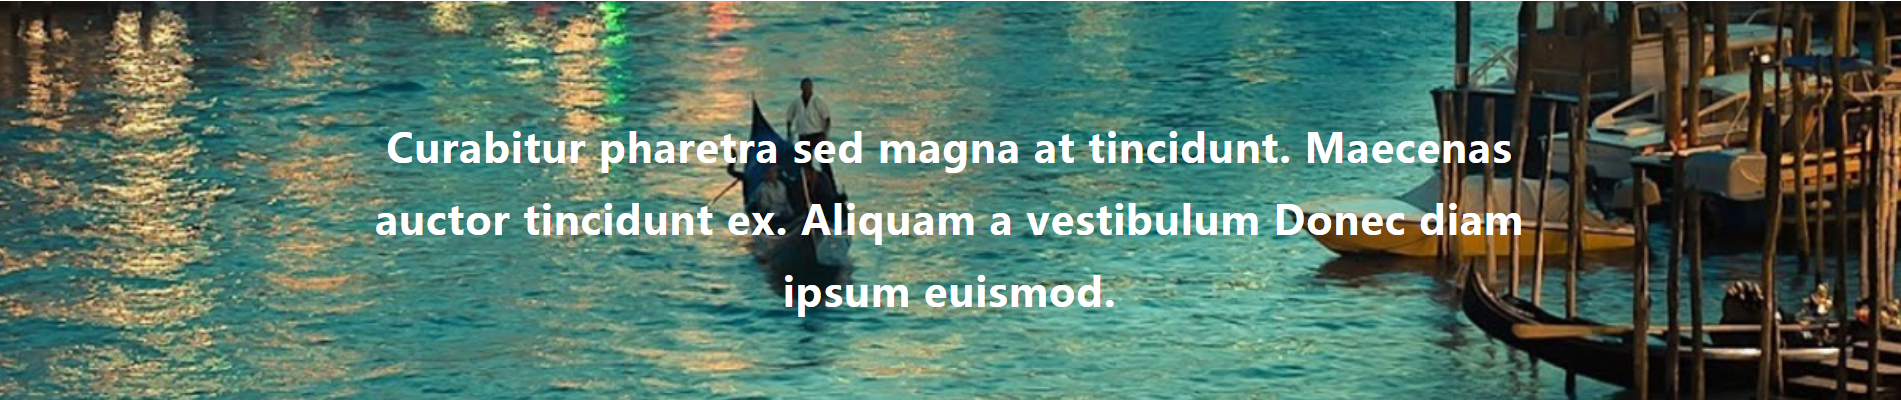 Curabitur pharetra sed magna at tincidunt. Maecenas
auctor tincidunt ex. Aliquam a vestibulum Donec diam
ipsum euismod.